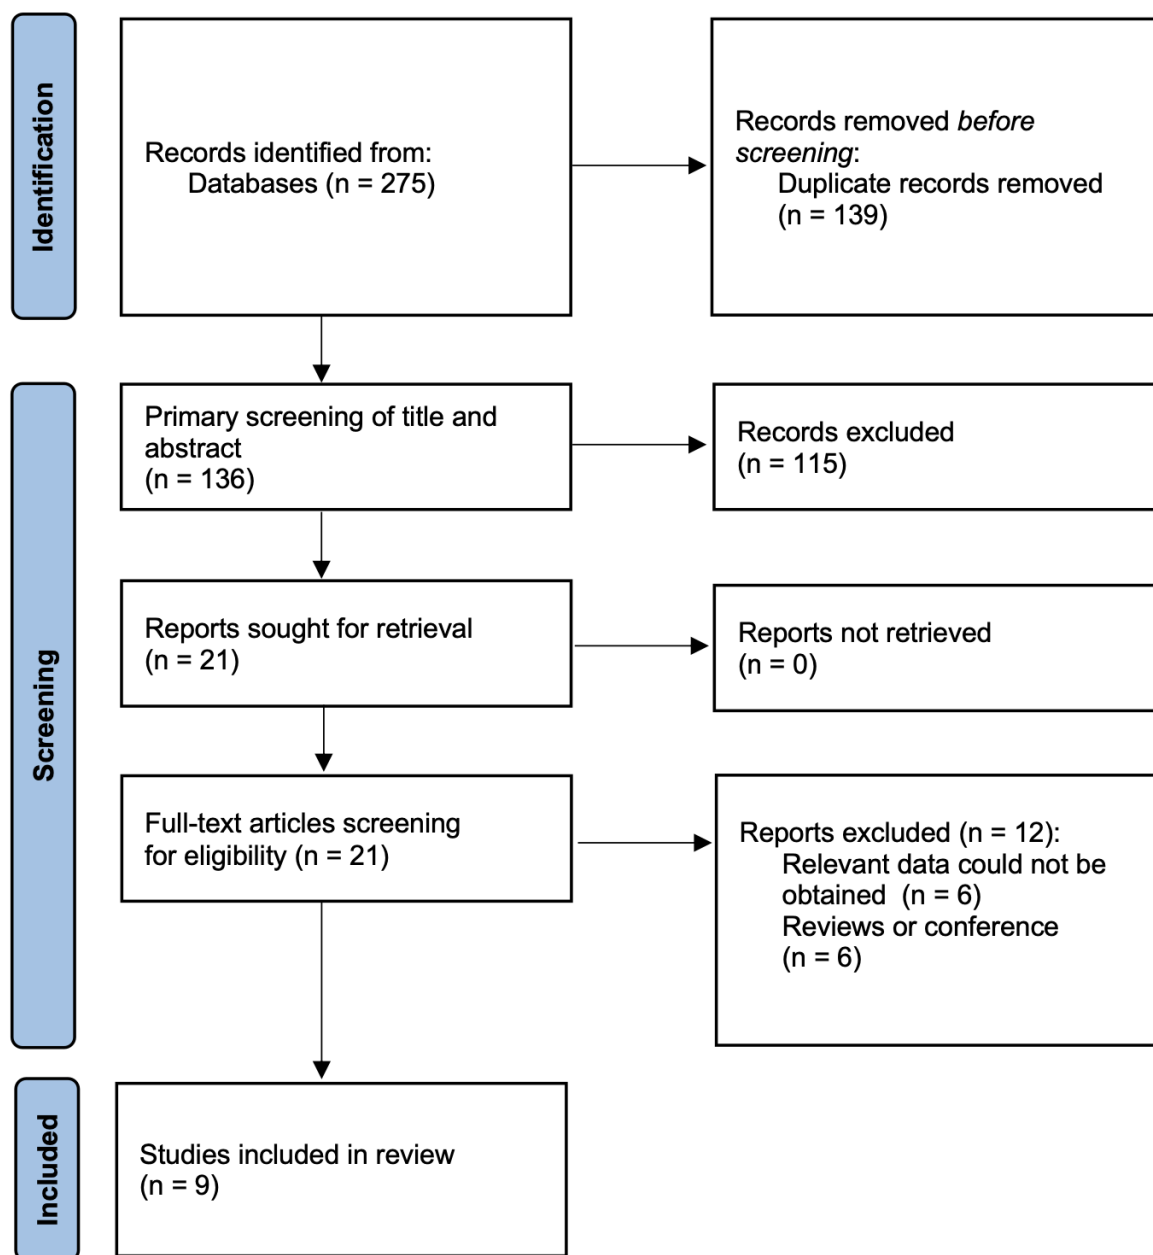 Identification
Records identified from:
Databases (n = 275)
Records removed before
screening:
Duplicate records removed
(n = 139)
Screening
Primary screening of title and
abstract
(n = 136)
Records excluded
(n = 115)
Reports sought for retrieval
(n = 21)
Reports not retrieved
(n = 0)
Full-text articles screening
for eligibility (n = 21)
Reports excluded (n = 12):
Relevant data could not be
obtained  (n = 6)
Reviews or conference
(n = 6)
Included
Studies included in review
(n = 9)